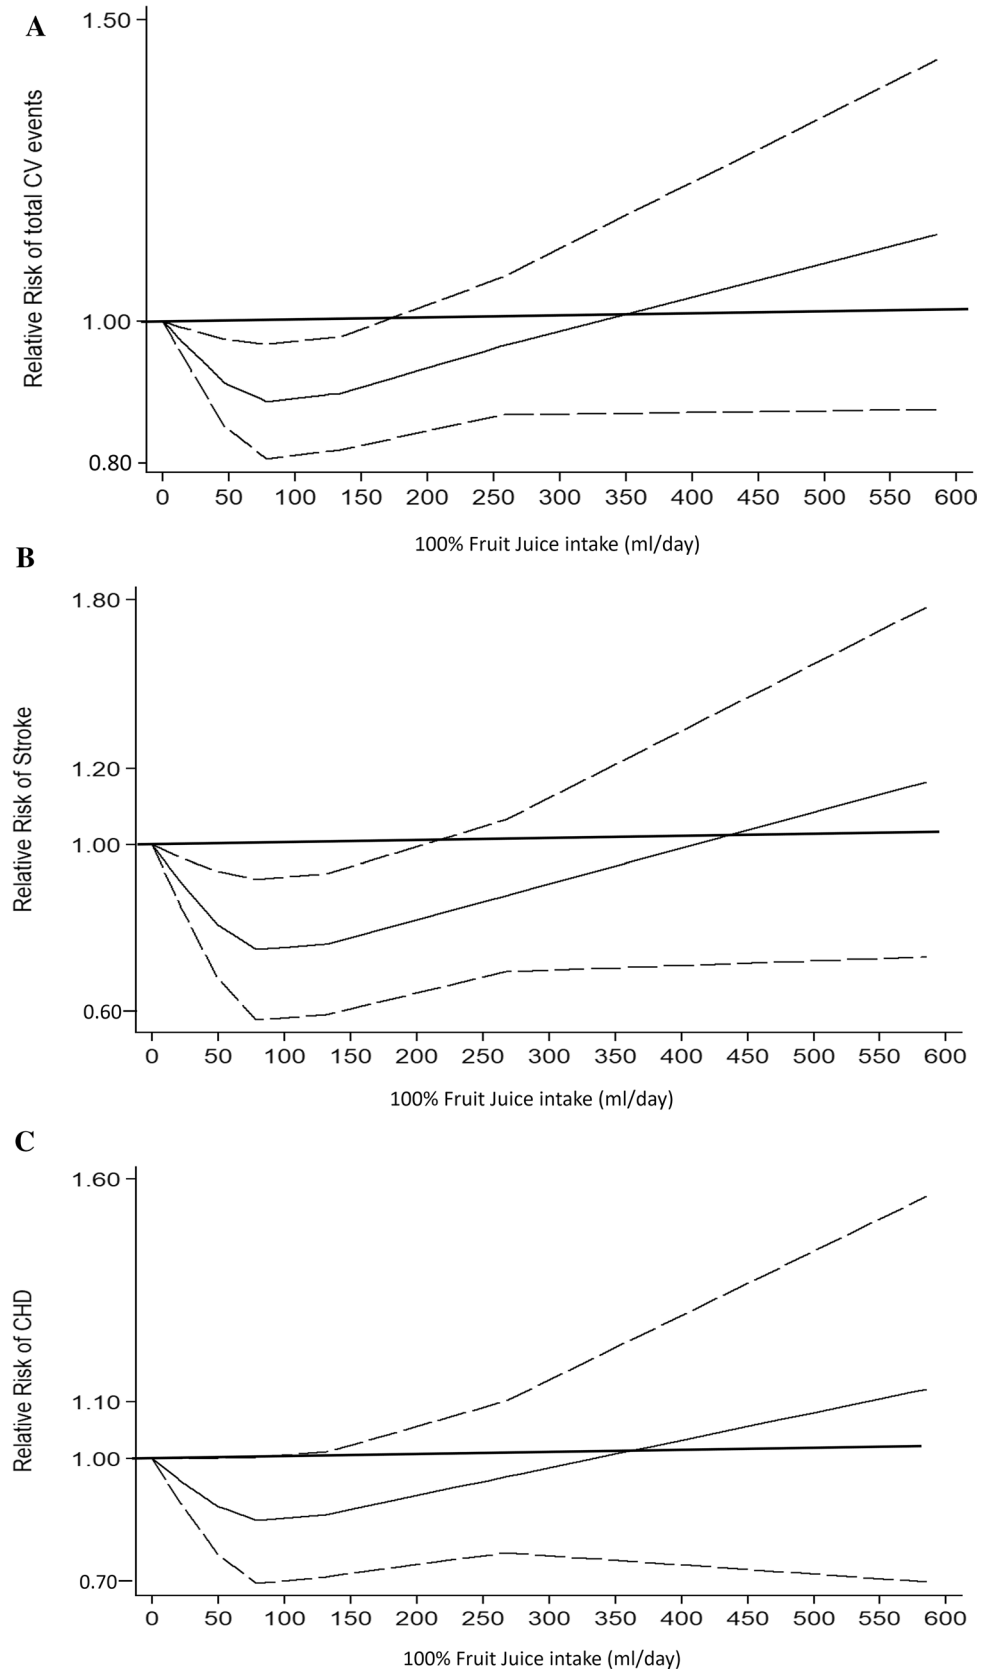 A
Relative Risk of total CV events
1.50
1.00
0.80
0 50 100 150 200 250 300 350 400 450 500 550 600
100% Fruit Juice intake (ml/day)
B
Relative Risk of Stroke
1.80
1.20
1.00
0.60
0 50 100 150 200 250 300 350 400 450 500 550 600
100% Fruit Juice intake (ml/day)
C
Relative Risk of CHD
1.60
1.10
1.00
0.70
0 50 100 150 200 250 300 350 400 450 500 550 600
100% Fruit Juice intake (ml/day)